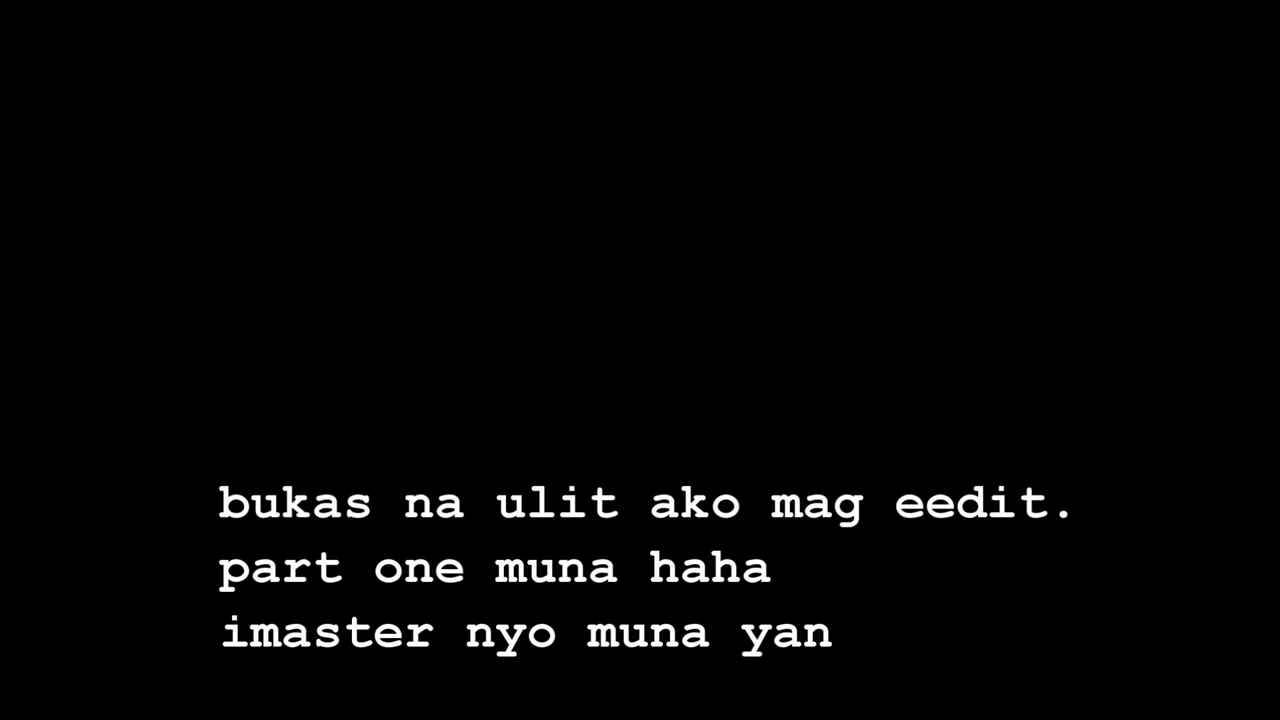 bukas na ulit ako mag eedit.
part one muna haha
imaster nyo muna yan